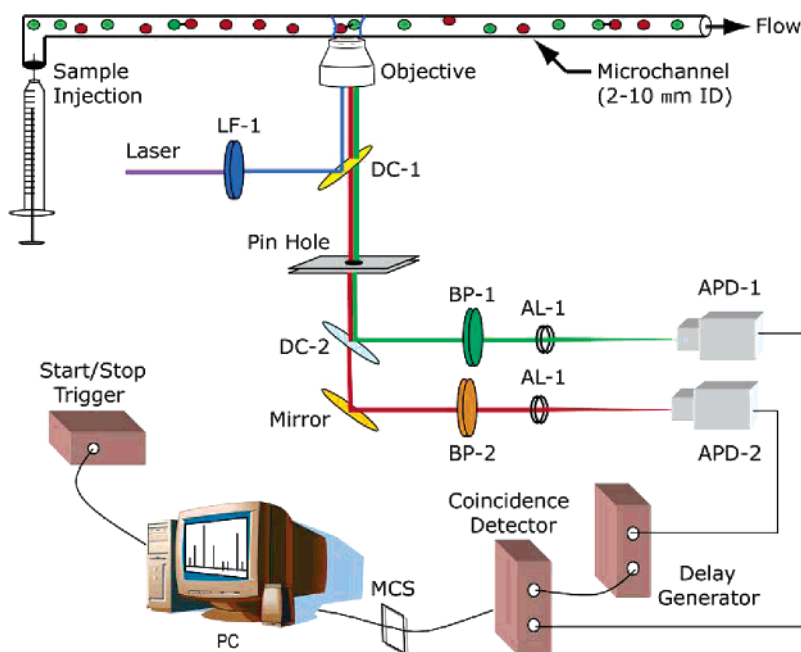 Flow
Sample
Injection
Objective
Microchannel
(2-10 mm ID)
LF-1
Laser
DC-1
Pin Hole
BP-1
AL-1
APD-1
DC-2
Start/Stop
Trigger
Mirror
BP-2
AL-1
APD-2
Coincidence
Detector
Delay
Generator
MCS
PC